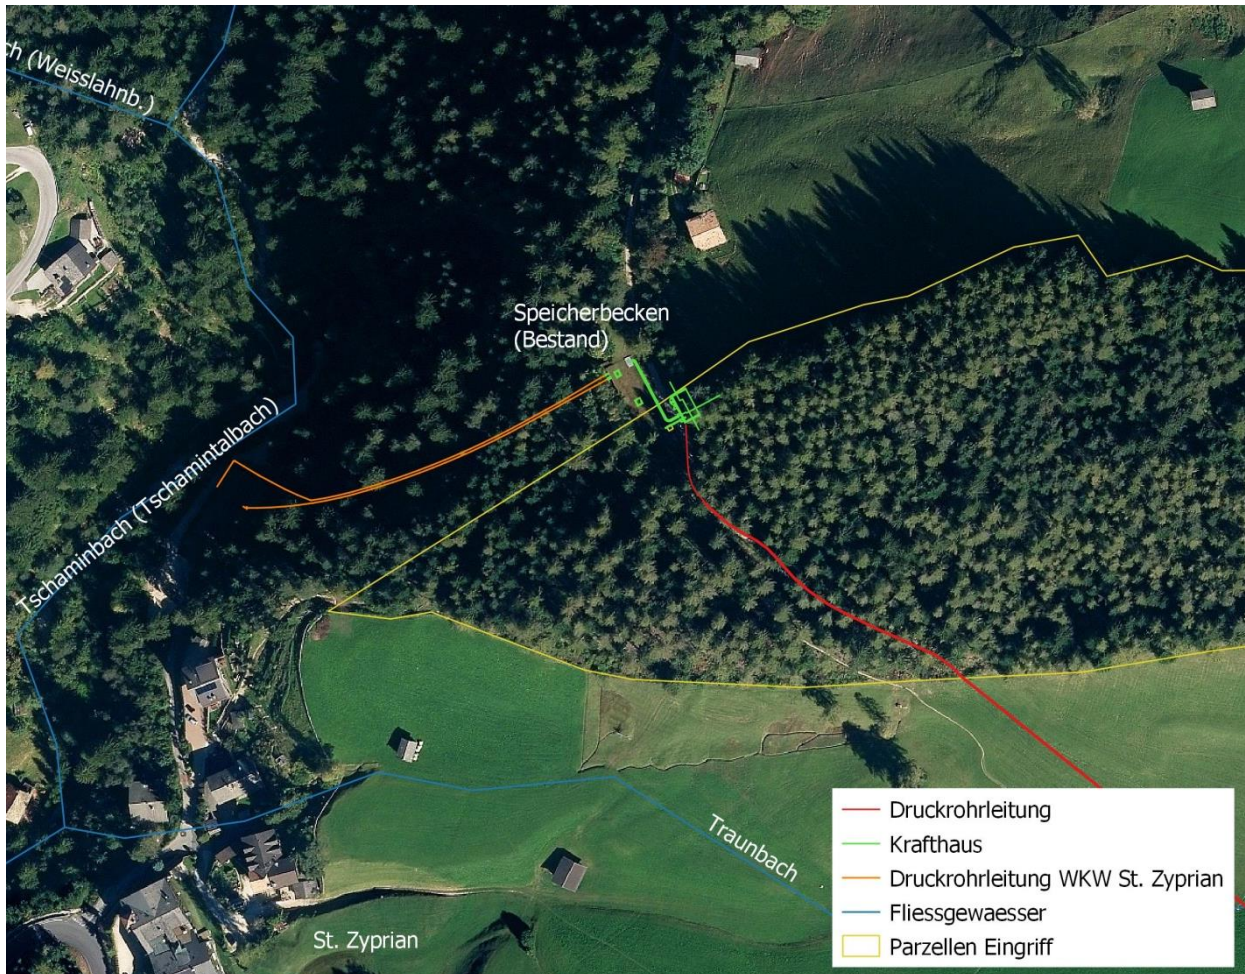 ch (Weisslahnb.)
Speicherbecken
(Bestand)
Tschaminbach (Tschamintalbach)
Traunbach
St. Zyprian
Druckrohrleitung
Krafthaus
Druckrohrleitung WKW St. Zyprian
Fliessgewaesser
Parzellen Eingriff